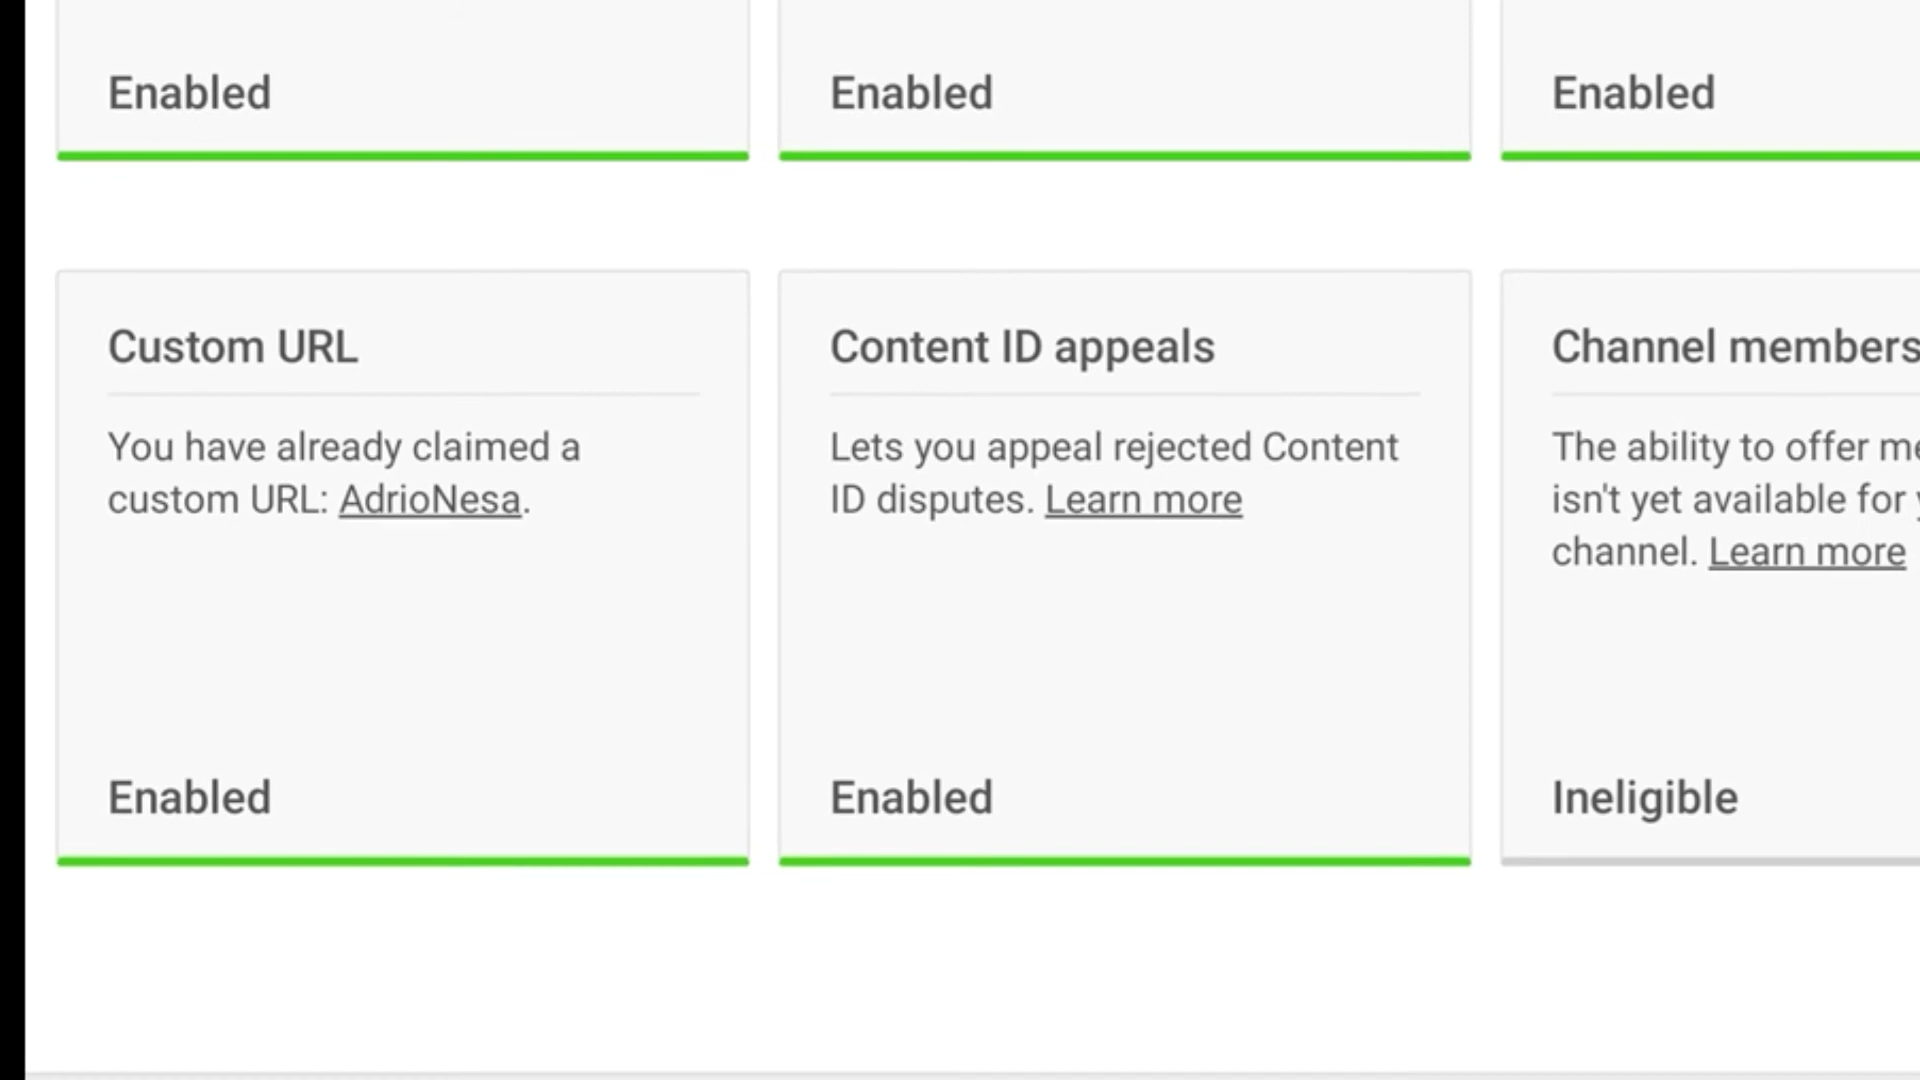 Enabled
Enabled
Enabled
Custom URL
You have already claimed a
custom URL: AdrioNesa.
Enabled
Content ID appeals
Lets you appeal rejected Content
ID disputes. Learn more
Enabled
Channel members
The ability to offer
isn't yet available for
channel. Learn more
Ineligible